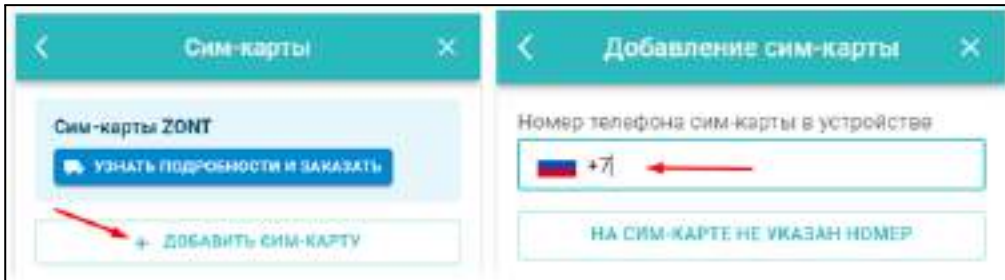 Сим-карты
Сим-карты ZONT
УЗНАТЬ ПОДРОБНОСТИ И ЗАКАЗАТЬ
+ ДОБАВИТЬ СИМ-КАРТУ
Добавление сим-карты
Номер телефона сим-карты в устройстве
+7
НА СИМ-КАРТЕ НЕ УКАЗАН НОМЕР